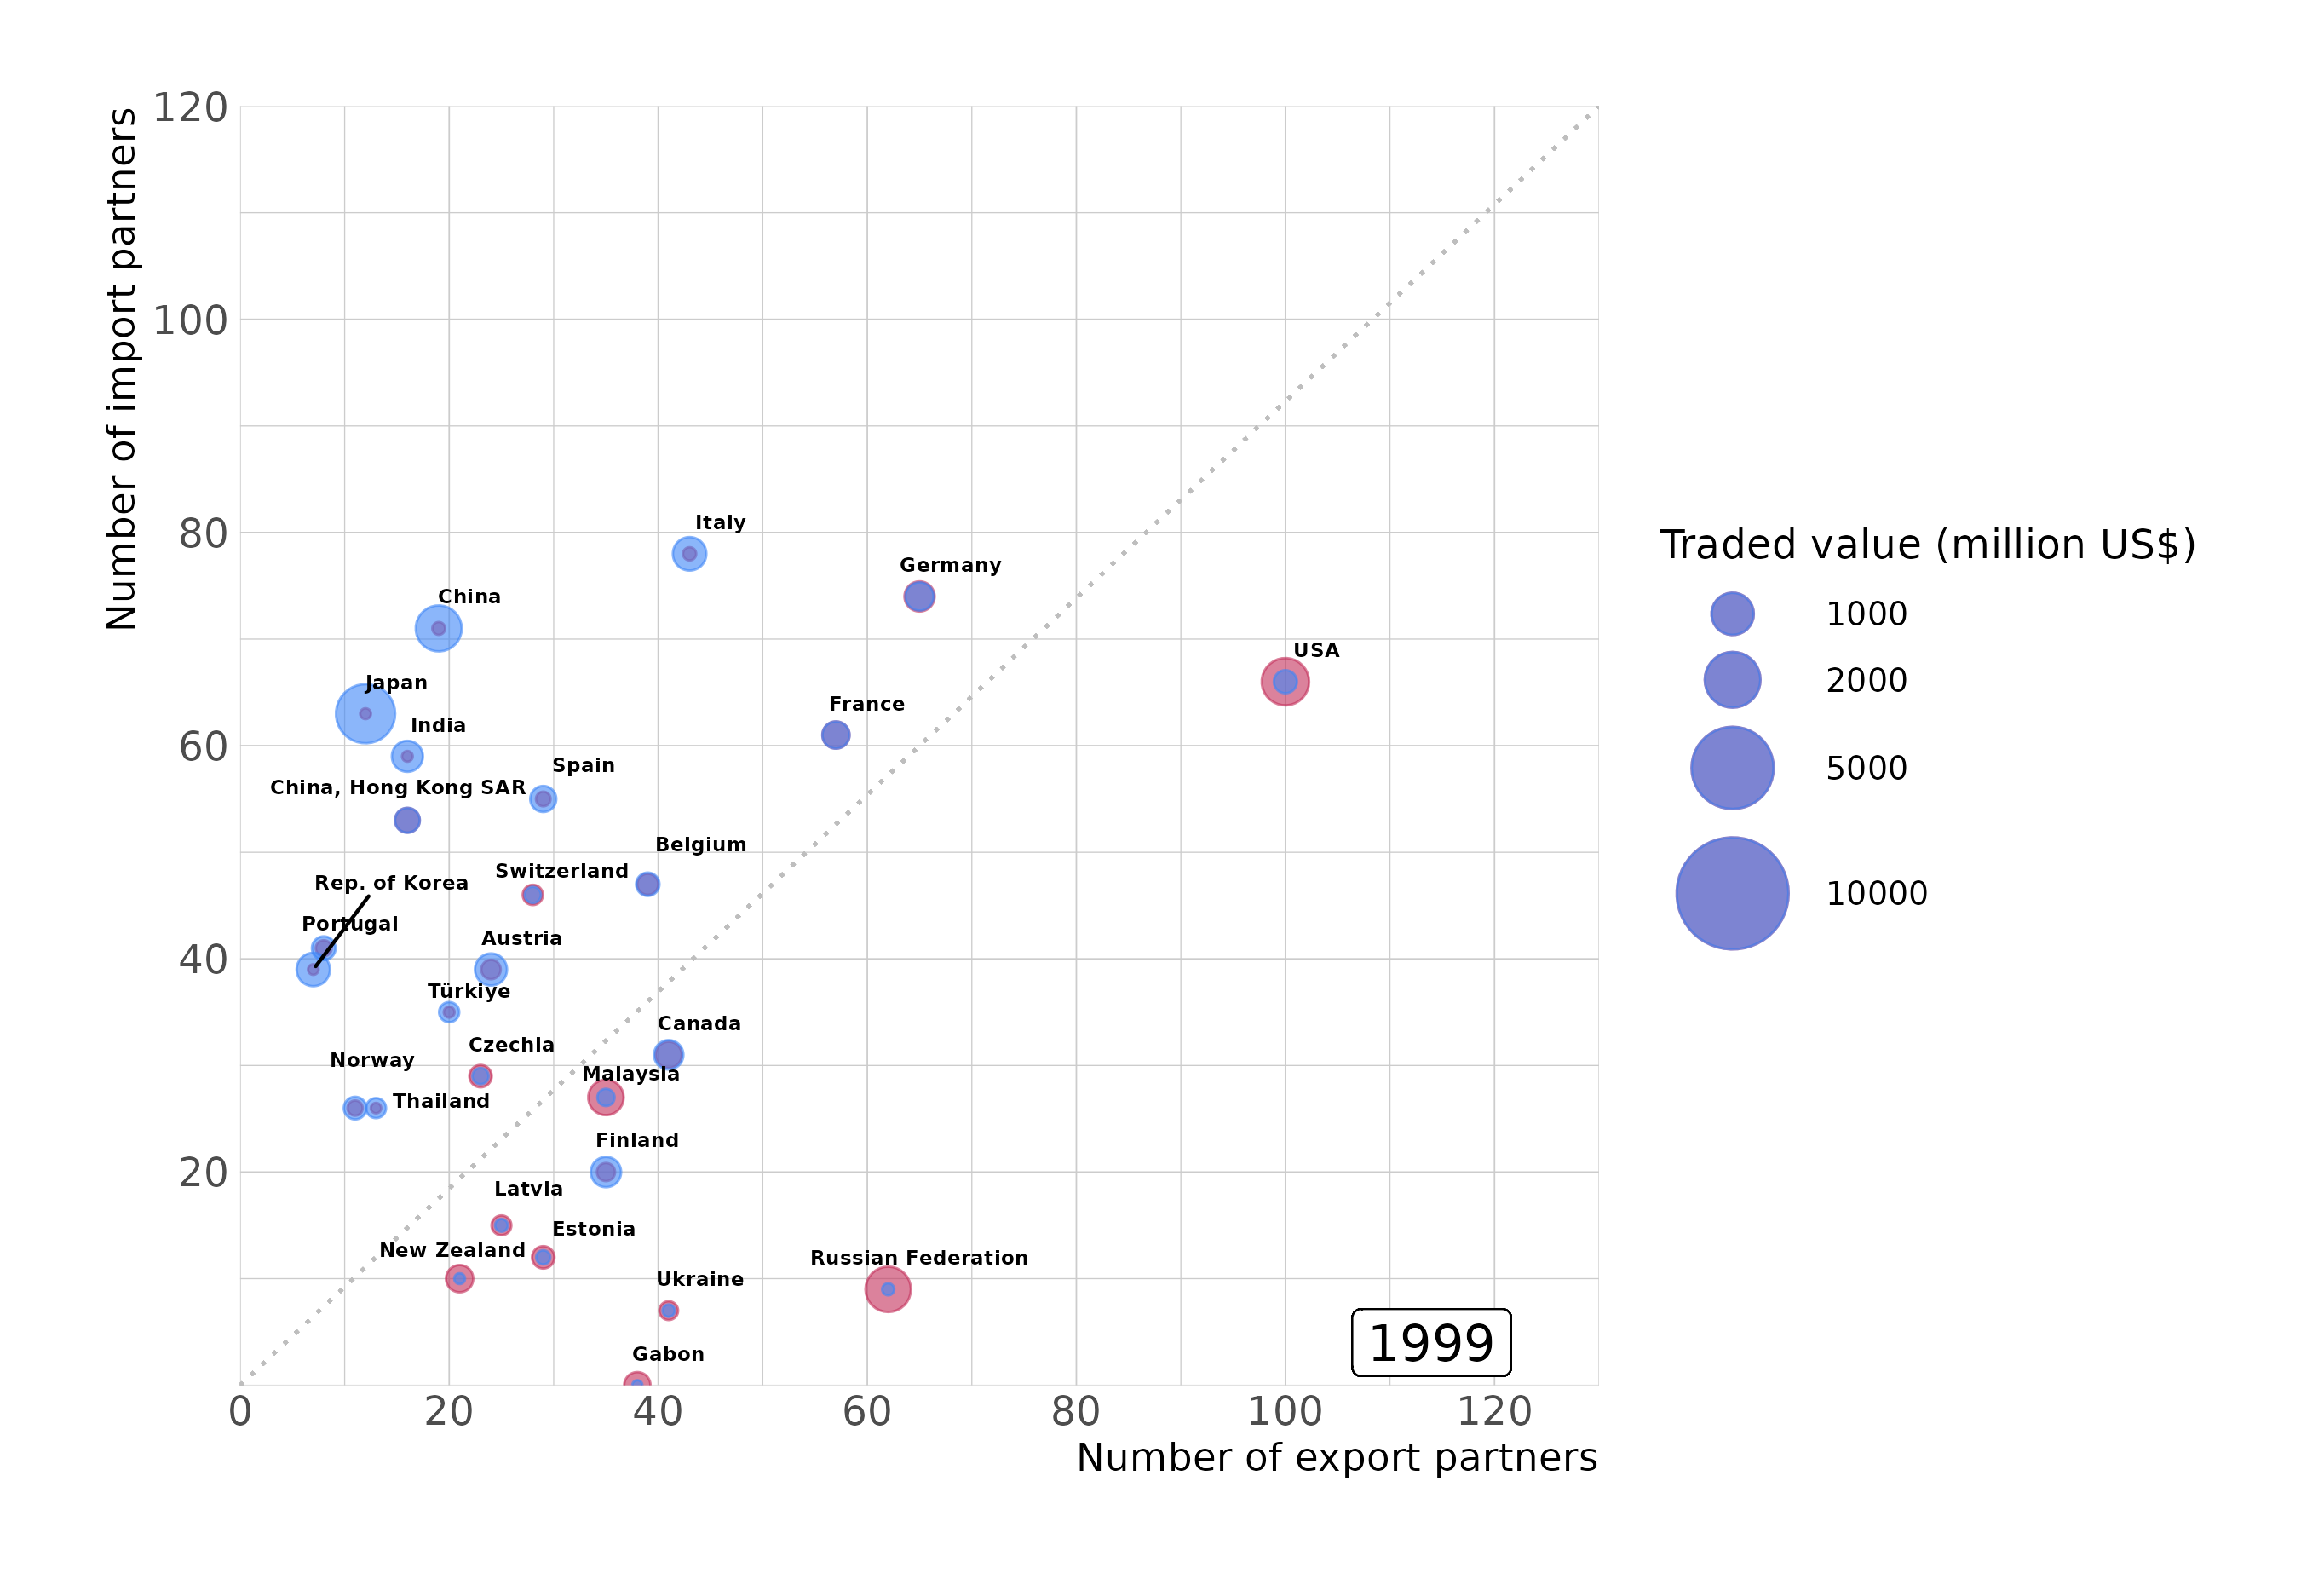 Number of import partners
120
100
80
60
40
20
Italy
Germany
China
USA
Japan
France
India
Spain
China, Hong Kong SAR
Belgium
Switzerland
Rep. of Korea
Portugal
Austria
Türkiye
Canada
Czechia
Norway
Malaysia
Thailand
Finland
Latvia
Estonia
New Zealand
Russian Federation
Ukraine
Gabon
1999
0 20 40 60 80 100 120
Number of export partners
Traded value (million US$)
1000
2000
5000
10000